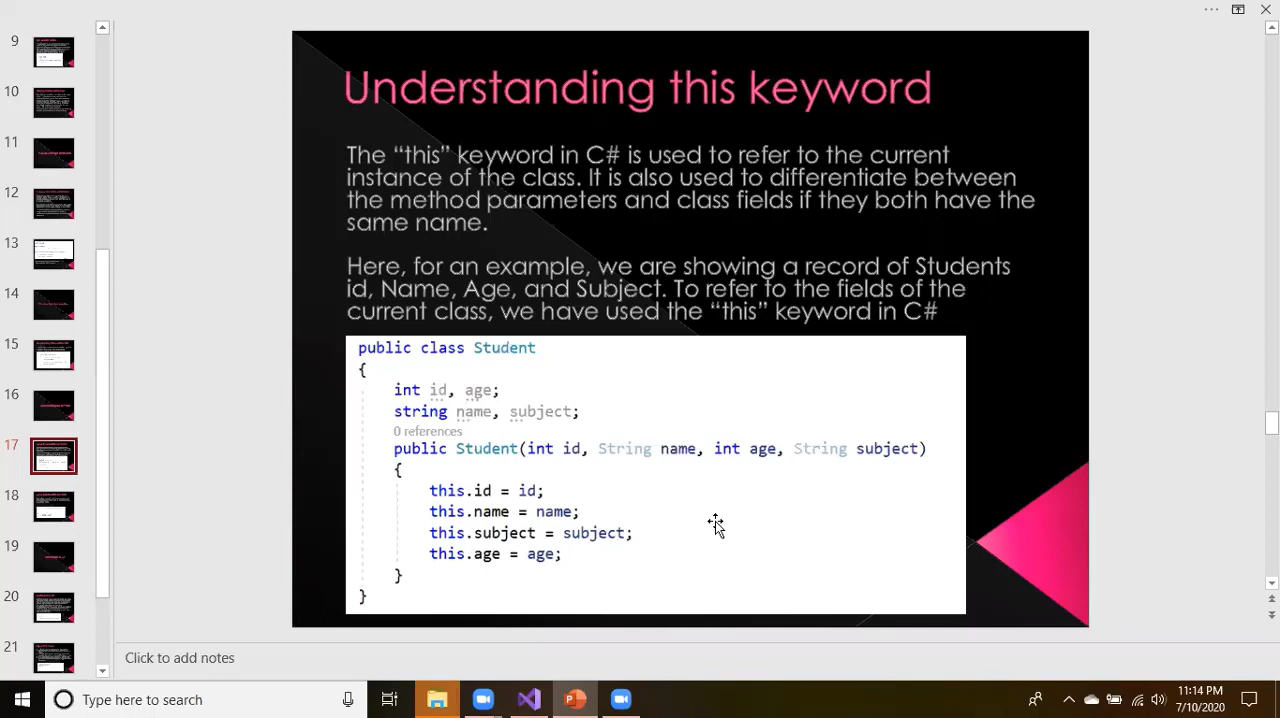 Understanding this keyword
The “this” keyword in C# is used to refer to the current
instance of the class. It is also used to differentiate between
the method parameters and class fields if they both have the
same name.
Here, for an example, we are showing a record of Students
id, Name, Age, and Subject. To refer to the fields of the
current class, we have used the “this” keyword in C#
public class Student
{
int id, age;
string name, subject;
0 references
public Student(int id, String name, int age, String subject)
{
this.id = id;
this.name = name;
this.subject = subject;
this.age = age;
}
}
9
10
11
12
13
14
15
16
17
18
20
21
Click to add notes
Type here to search
11:14 PM
7/10/2020